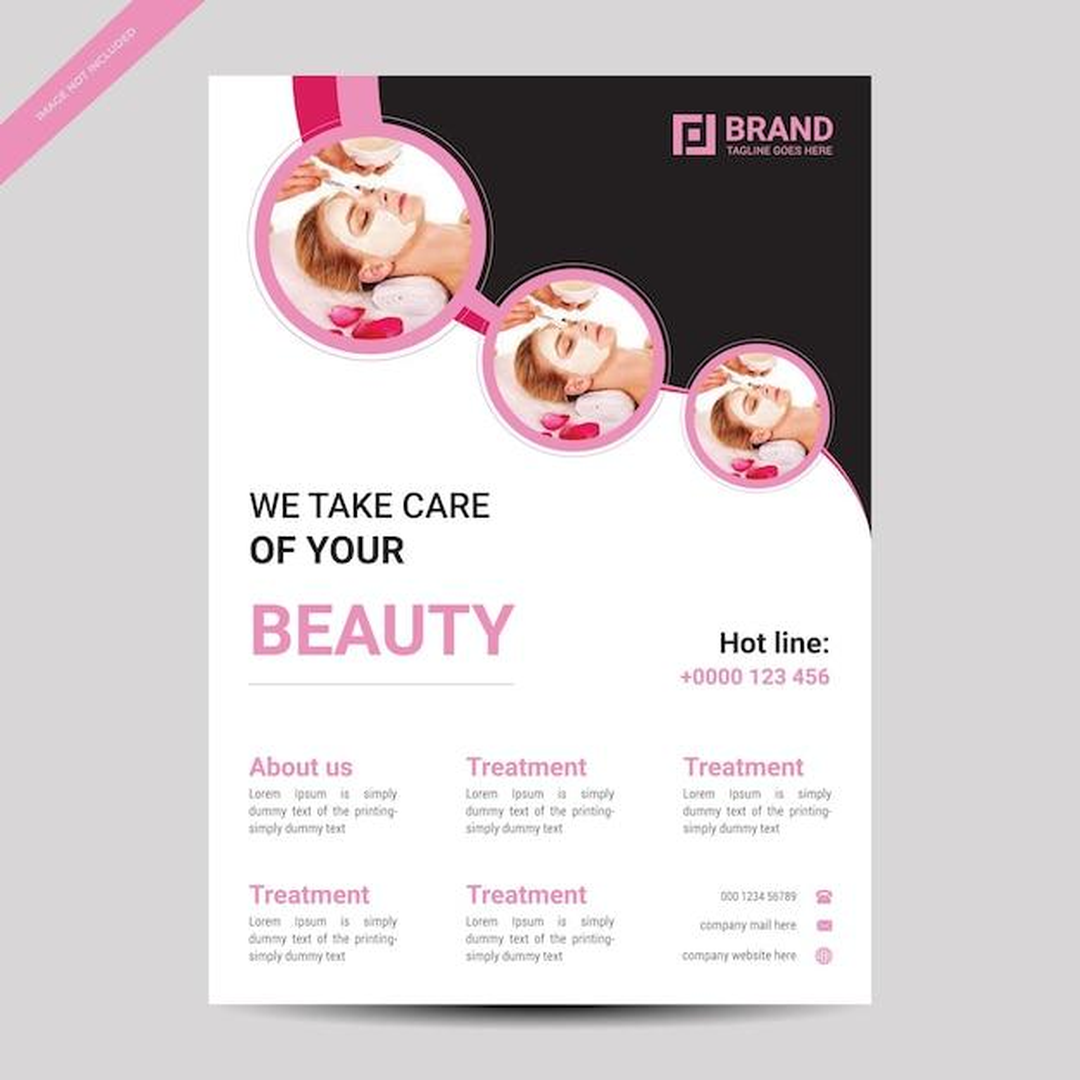 IMAGE NOT INCLUDED
BRAND
TAGLINE GOES HERE
WE TAKE CARE
OF YOUR
BEAUTY
Hot line:
+0000 123 456
About us
Lorem Ipsum is simply
dummy text of the printing-
simply dummy text
Treatment
Lorem Ipsum is simply
dummy text of the printing-
simply dummy text
Treatment
Lorem Ipsum is simply
dummy text of the printing-
simply dummy text
Treatment
Lorem Ipsum is simply
dummy text of the printing-
simply dummy text
Treatment
Lorem Ipsum is simply
dummy text of the printing-
simply dummy text
000 1234 56789
company mail here
company website here